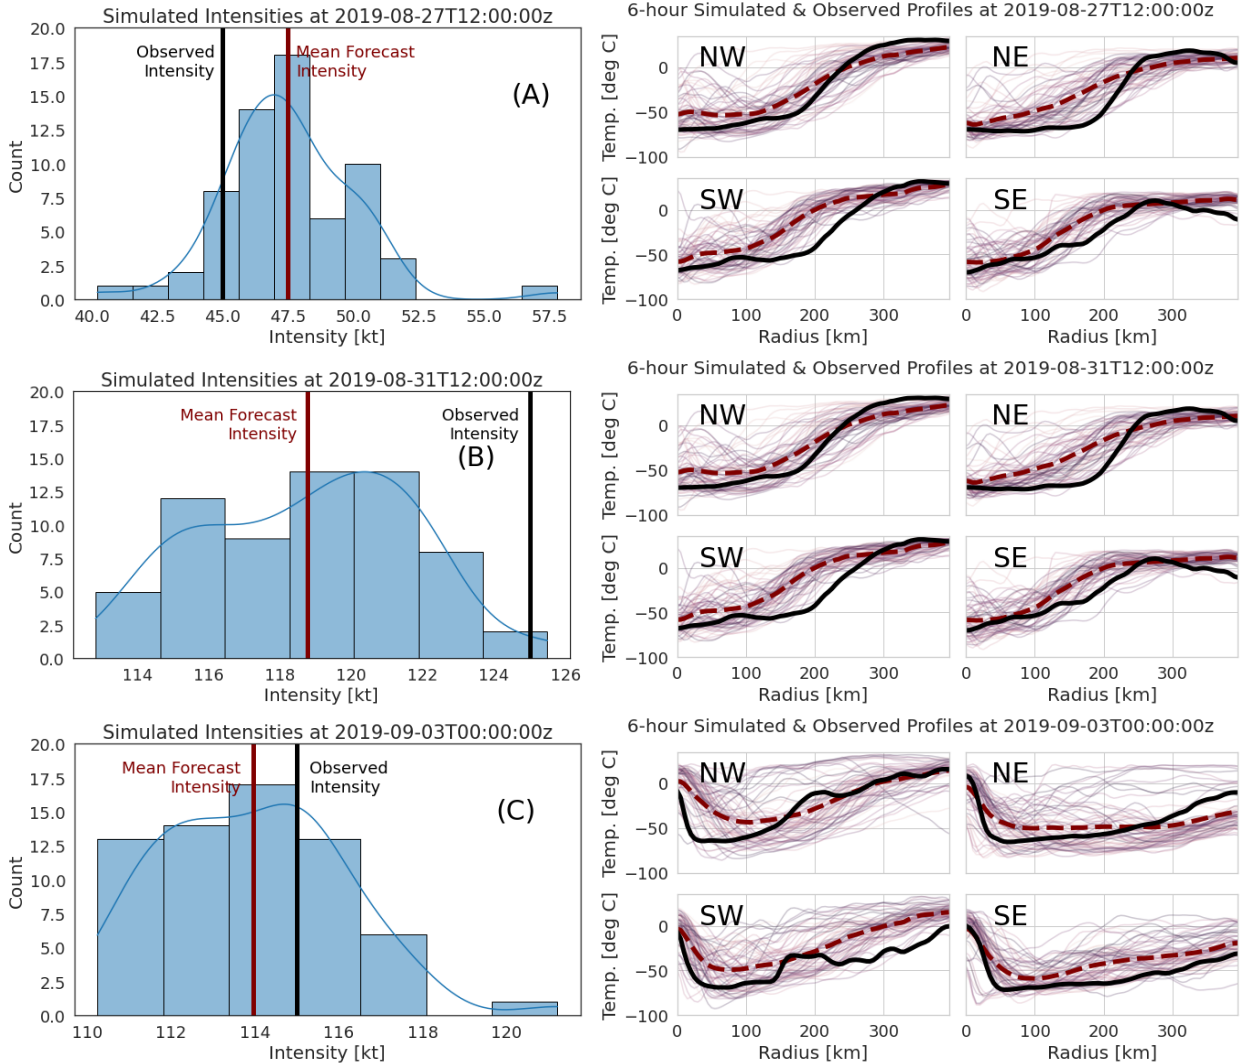 Simulated Intensities at 2019-08-27T12:00:00z
20.0
17.5
15.0
12.5
10.0
7.5
5.0
2.5
0.0
Count
Observed
Intensity
Mean Forecast
Intensity
(A)
40.0 42.5 45.0 47.5 50.0 52.5 55.0 57.5
Intensity [kt]
6-hour Simulated & Observed Profiles at 2019-08-27T12:00:00z
NW NE
Temp. [deg C]
0
−50
−100
SW SE
Temp. [deg C]
0
−50
−100
0 100 200 300 0 100 200 300
Radius [km] Radius [km]
Simulated Intensities at 2019-08-31T12:00:00z
20.0
17.5
15.0
12.5
10.0
7.5
5.0
2.5
0.0
Count
Mean Forecast
Intensity
Observed
Intensity
(B)
114 116 118 120 122 124 126
Intensity [kt]
6-hour Simulated & Observed Profiles at 2019-08-31T12:00:00z
NW NE
Temp. [deg C]
0
−50
−100
SW SE
Temp. [deg C]
0
−50
−100
0 100 200 300 0 100 200 300
Radius [km] Radius [km]
Simulated Intensities at 2019-09-03T00:00:00z
20.0
17.5
15.0
12.5
10.0
7.5
5.0
2.5
0.0
Count
Mean Forecast
Intensity
Observed
Intensity
(C)
110 112 114 116 118 120
Intensity [kt]
6-hour Simulated & Observed Profiles at 2019-09-03T00:00:00z
NW NE
Temp. [deg C]
0
−50
−100
SW SE
Temp. [deg C]
0
−50
−100
0 100 200 300 0 100 200 300
Radius [km] Radius [km]